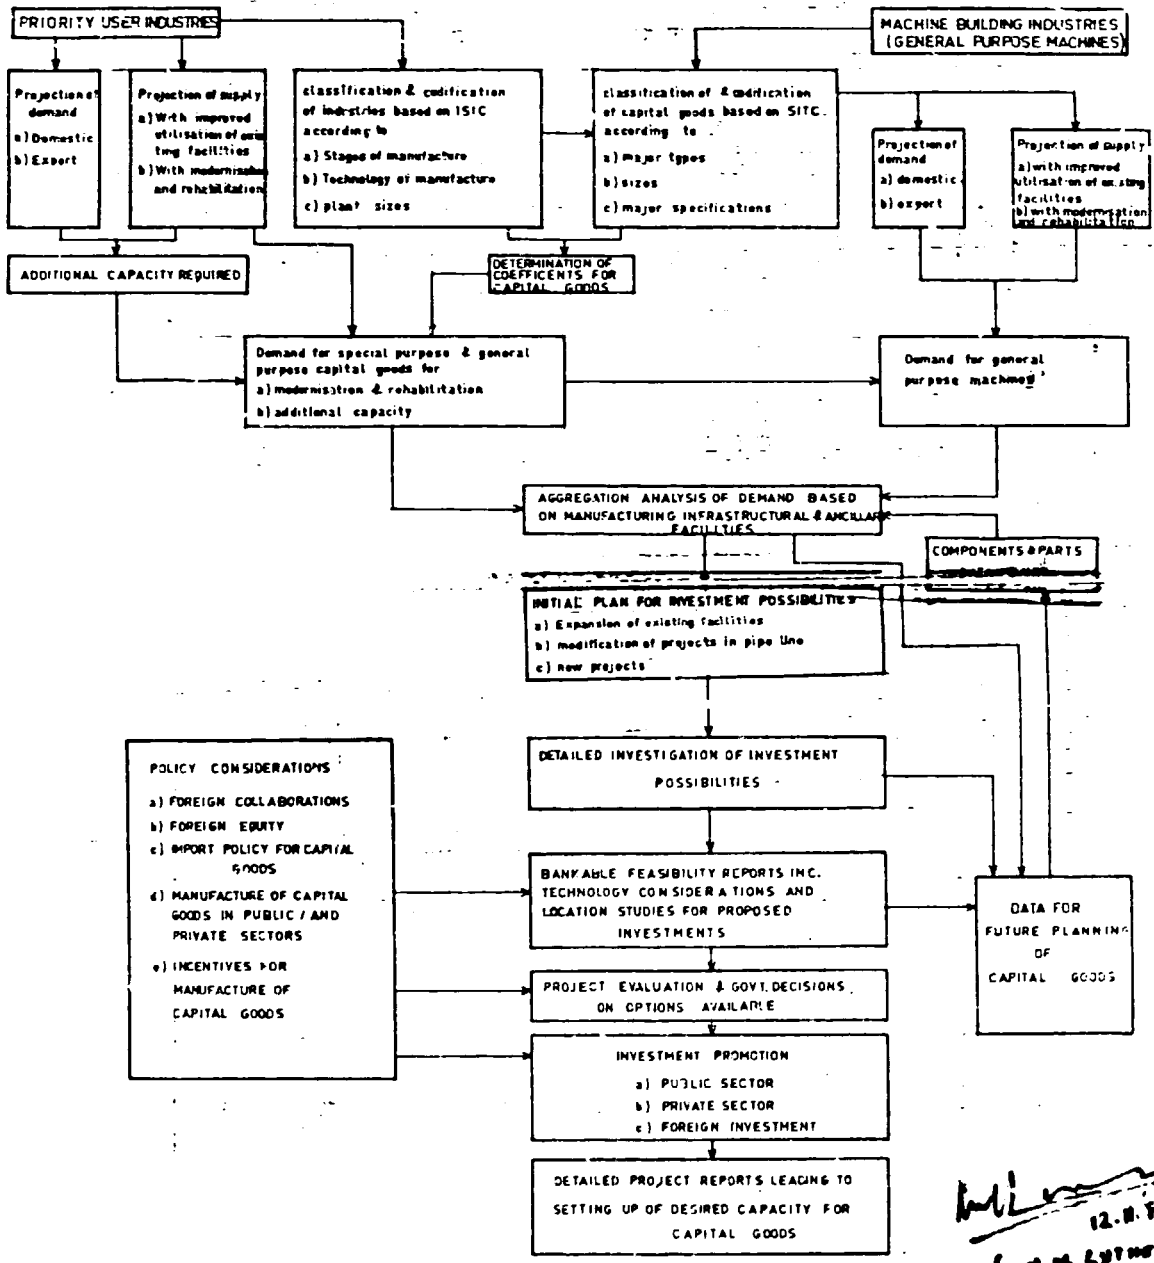 PRIORITY USER INDUSTRIES
MACHINE BUILDING INDUSTRIES
(GENERAL PURPOSE MACHINES)
Projection of
demand
a) Domestic
b) Export
Projection of supply
a) With improved
utilisation of exis
ting facilities
b) With modernisation
and rehabilitation
classification & codification
of industries based on ISIC
according to
a) Stages of manufacture
b) Technology of manufacture
c) plant sizes
classification of & codification
of capital goods based on SITC.
according to
a) major types
b) sizes
c) major specifications
Projection of
demand
a) domestic
b) export
Projection of supply
a) with improved
utilisation of existing
facilities
b) with modernisation
and rehabilitation
ADDITIONAL CAPACITY REQUIRED
DETERMINATION OF
COEFFICENTS FOR
CAPITAL GOODS
Demand for special purpose & general
purpose capital goods for
a) modernisation & rehabilitation
b) additional capacity
Demand for general
purpose machines
AGGREGATION ANALYSIS OF DEMAND BASED
ON MANUFACTURING INFRASTRUCTURAL & ANCILLARY
FACILITIES
COMPONENTS & PARTS
INITIAL PLAN FOR INVESTMENT POSSIBILITIES
a) Expansion of existing facilities
b) modification of projects in pipe line
c) new projects
DETAILED INVESTIGATION OF INVESTMENT
POSSIBILITIES
POLICY CONSIDERATIONS
a) FOREIGN COLLABORATIONS
b) FOREIGN EQUITY
c) IMPORT POLICY FOR CAPITAL
GOODS
d) MANUFACTURE OF CAPITAL
GOODS IN PUBLIC / AND
PRIVATE SECTORS
e) INCENTIVES FOR
MANUFACTURE OF
CAPITAL GOODS
BANKABLE FEASIBILITY REPORTS INC.
TECHNOLOGY CONSIDERATIONS AND
LOCATION STUDIES FOR PROPOSED
INVESTMENTS
DATA FOR
FUTURE PLANNING
OF
CAPITAL GOODS
PROJECT EVALUATION & GOVT. DECISIONS
ON OPTIONS AVAILABLE
INVESTMENT PROMOTION
a) PUBLIC SECTOR
b) PRIVATE SECTOR
c) FOREIGN INVESTMENT
DETAILED PROJECT REPORTS LEADING TO
SETTING UP OF DESIRED CAPACITY FOR
CAPITAL GOODS